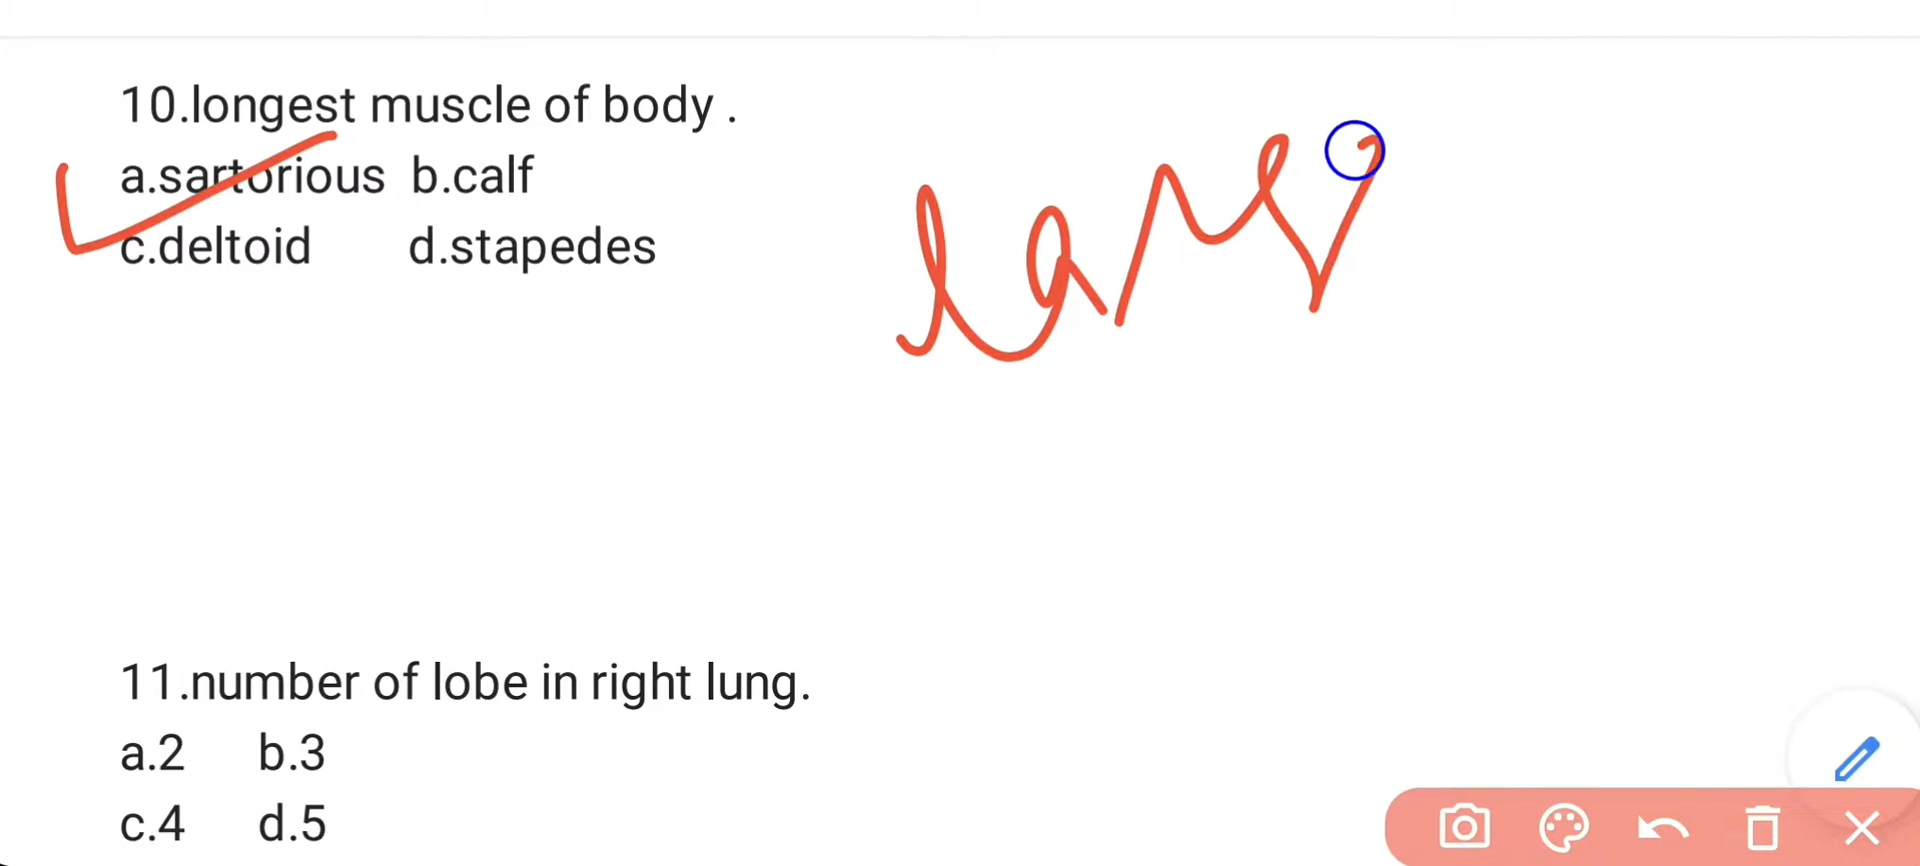 10.longest muscle of body .
a.sartorious b.calf
c.deltoid d.stapedes
11.number of lobe in right lung.
a.2 b.3
c.4 d.5